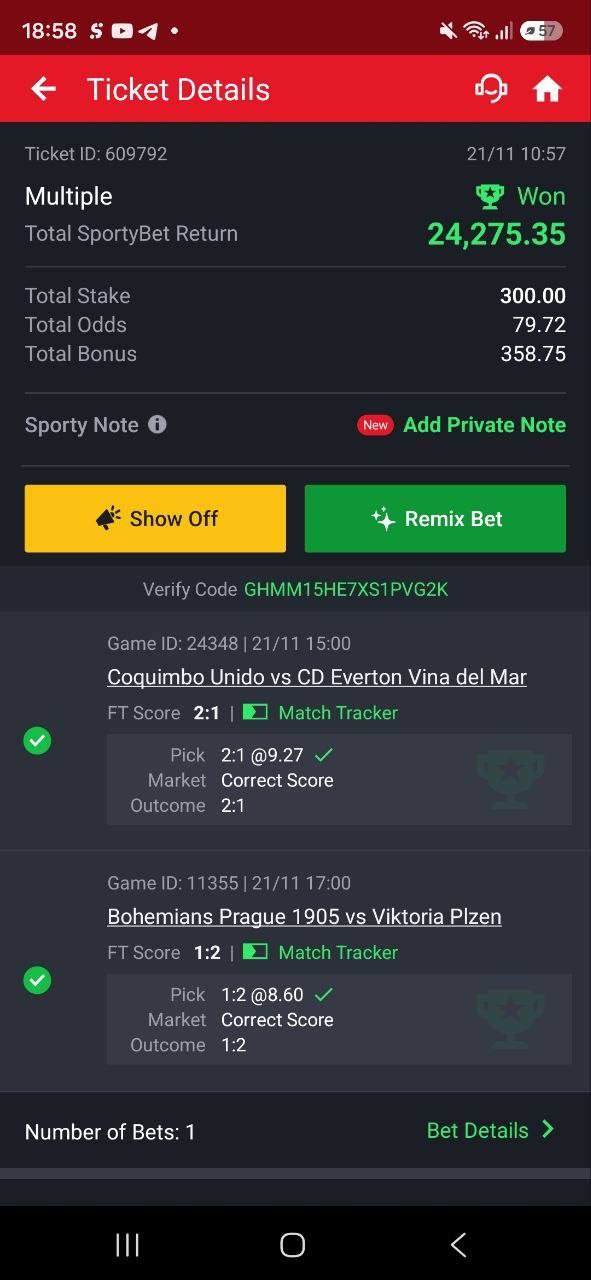 18:58 57
Ticket Details
Ticket ID: 609792 21/11 10:57
Multiple Won
Total SportyBet Return 24,275.35
Total Stake 300.00
Total Odds 79.72
Total Bonus 358.75
Sporty Note New Add Private Note
Show Off Remix Bet
Verify Code GHMM15HE7XS1PVG2K
Game ID: 24348 | 21/11 15:00
Coquimbo Unido vs CD Everton Vina del Mar
FT Score 2:1 | Match Tracker
Pick 2:1 @9.27
Market Correct Score
Outcome 2:1
Game ID: 11355 | 21/11 17:00
Bohemians Prague 1905 vs Viktoria Plzen
FT Score 1:2 | Match Tracker
Pick 1:2 @8.60
Market Correct Score
Outcome 1:2
Number of Bets: 1 Bet Details